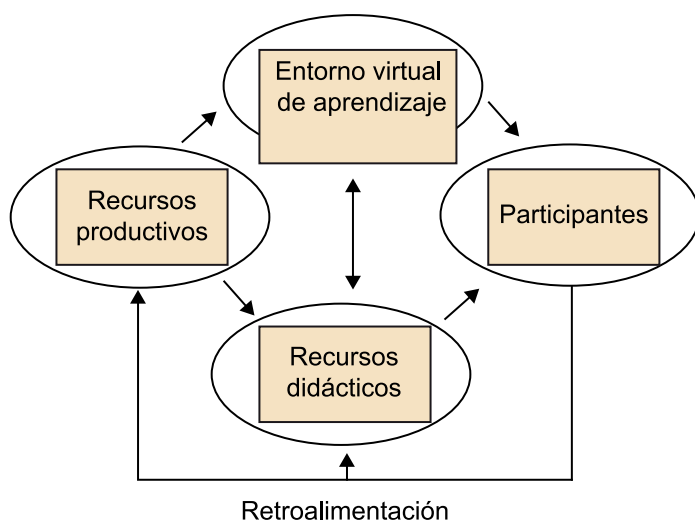 Entorno virtual
de aprendizaje
Recursos
productivos
Participantes
Recursos
didácticos
Retroalimentación